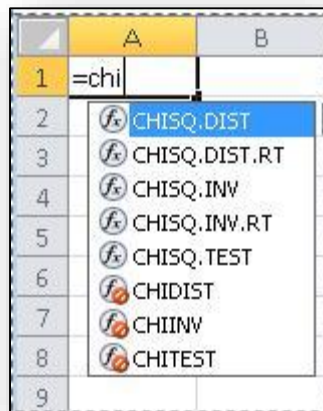 A B
1 =chi
2 CHISQ.DIST
3 CHISQ.DIST.RT
4 CHISQ.INV
5 CHISQ.INV.RT
CHISQ.TEST
6 CHIDIST
7 CHIINV
8 CHITEST
9